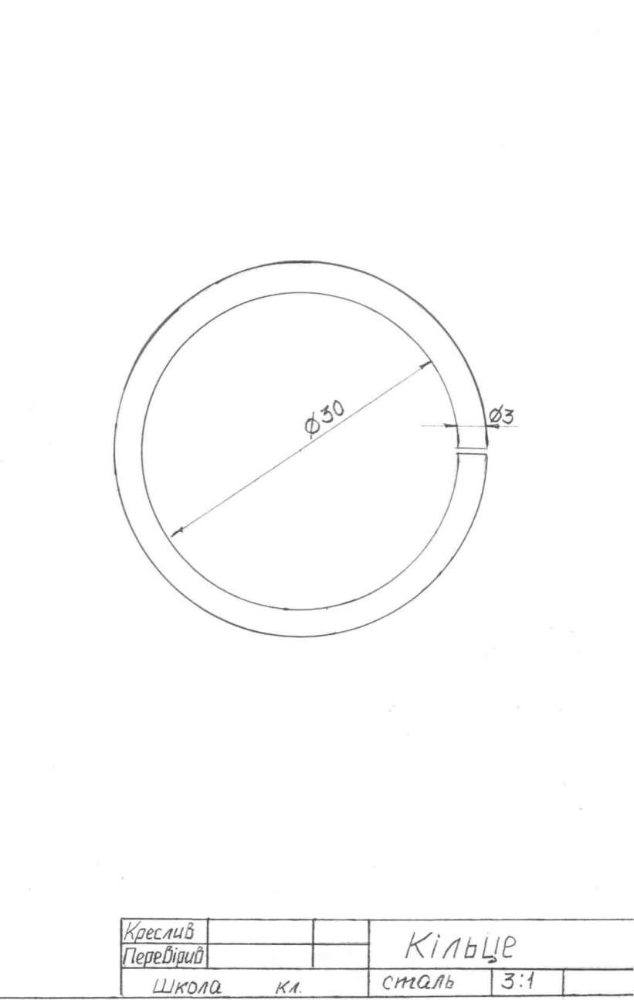 ø30
ø3
Креслив
Перевірив
Кільце
Школа кл.
сталь
3:1